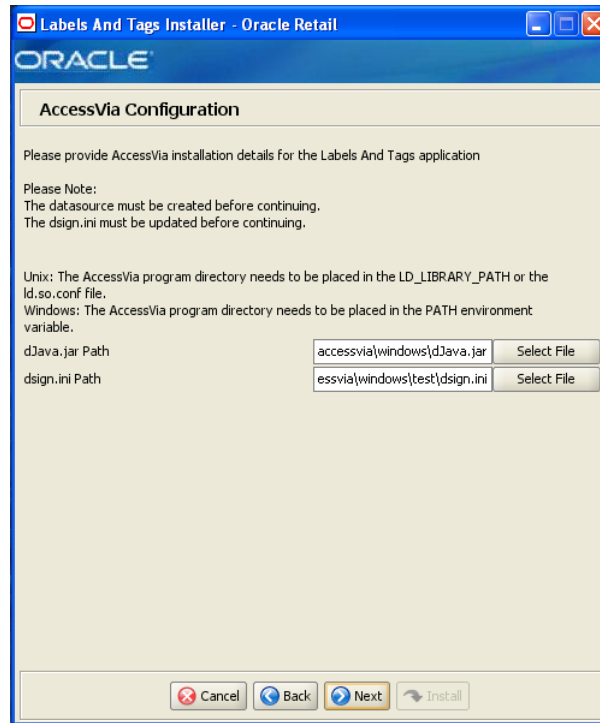 Labels And Tags Installer - Oracle Retail
ORACLE
AccessVia Configuration
Please provide AccessVia installation details for the Labels And Tags application
Please Note:
The datasource must be created before continuing.
The dsign.ini must be updated before continuing.
Unix: The AccessVia program directory needs to be placed in the LD_LIBRARY_PATH or the
ld.so.conf file.
Windows: The AccessVia program directory needs to be placed in the PATH environment
variable.
dJava.jar Path accessvia\windows\dJava.jar Select File
dsign.ini Path essvia\windows\test\dsign.ini Select File
Cancel Back Next Install